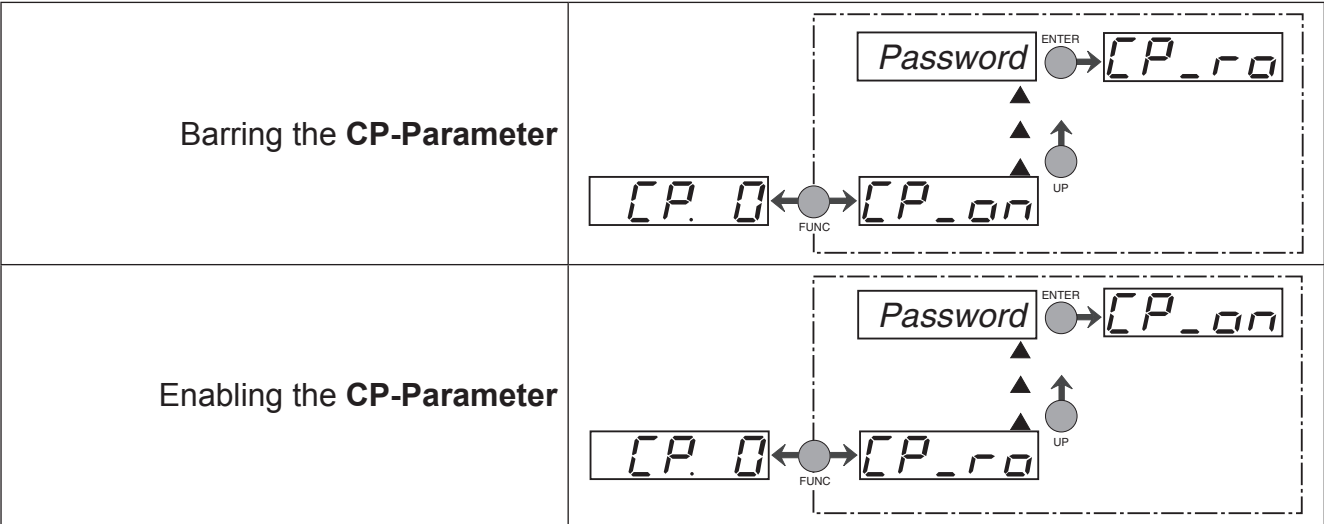 Barring the CP-Parameter
Password
ENTER
CP_ro
UP
CP. 0
FUNC
CP_on
Enabling the CP-Parameter
Password
ENTER
CP_on
UP
CP. 0
FUNC
CP_ro